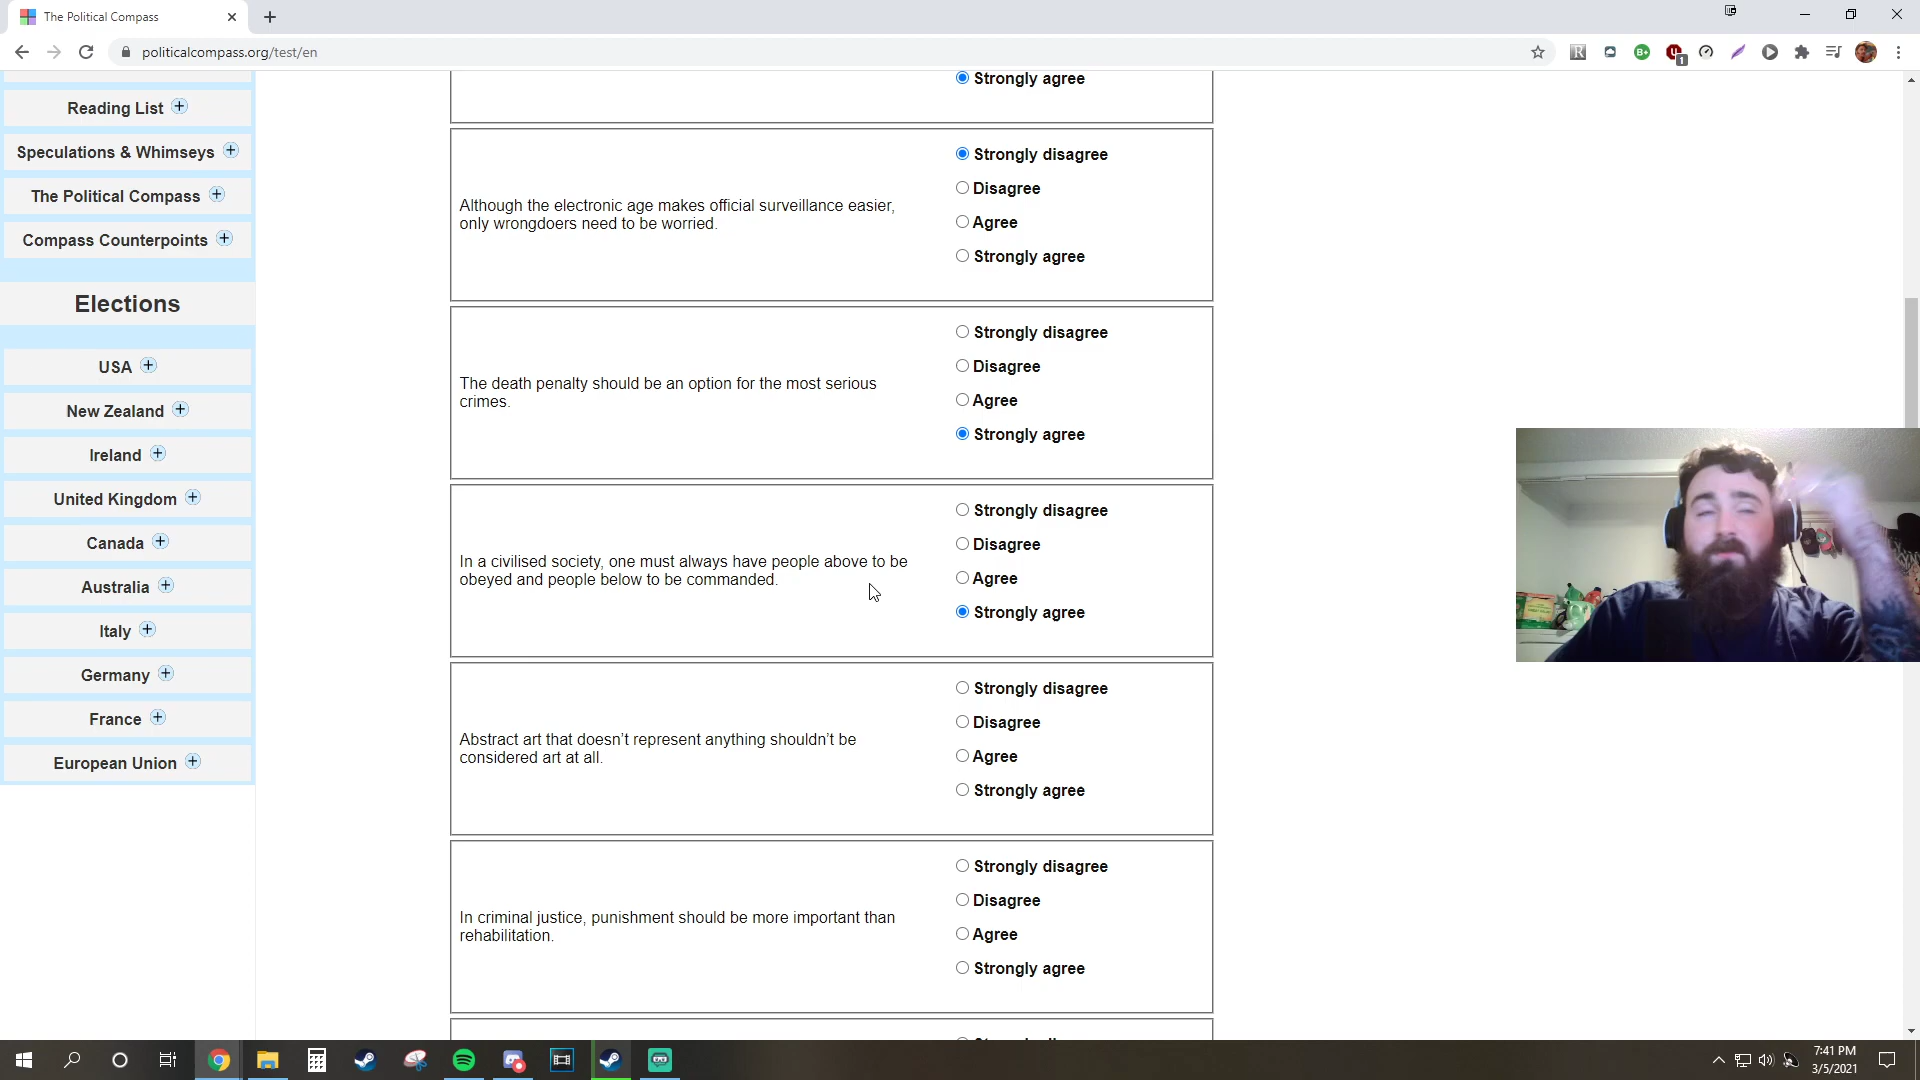 The Political Compass
politicalcompass.org/test/en
1
Reading List
Speculations & Whimseys
The Political Compass
Compass Counterpoints
Elections
USA
New Zealand
Ireland
United Kingdom
Canada
Australia
Italy
Germany
France
European Union
Strongly agree
Although the electronic age makes official surveillance easier,
only wrongdoers need to be worried.
Strongly disagree
Disagree
Agree
Strongly agree
The death penalty should be an option for the most serious
crimes.
Strongly disagree
Disagree
Agree
Strongly agree
In a civilised society, one must always have people above to be
obeyed and people below to be commanded.
Strongly disagree
Disagree
Agree
Strongly agree
Abstract art that doesn’t represent anything shouldn’t be
considered art at all.
Strongly disagree
Disagree
Agree
Strongly agree
In criminal justice, punishment should be more important than
rehabilitation.
Strongly disagree
Disagree
Agree
Strongly agree
7:41 PM
3/5/2021